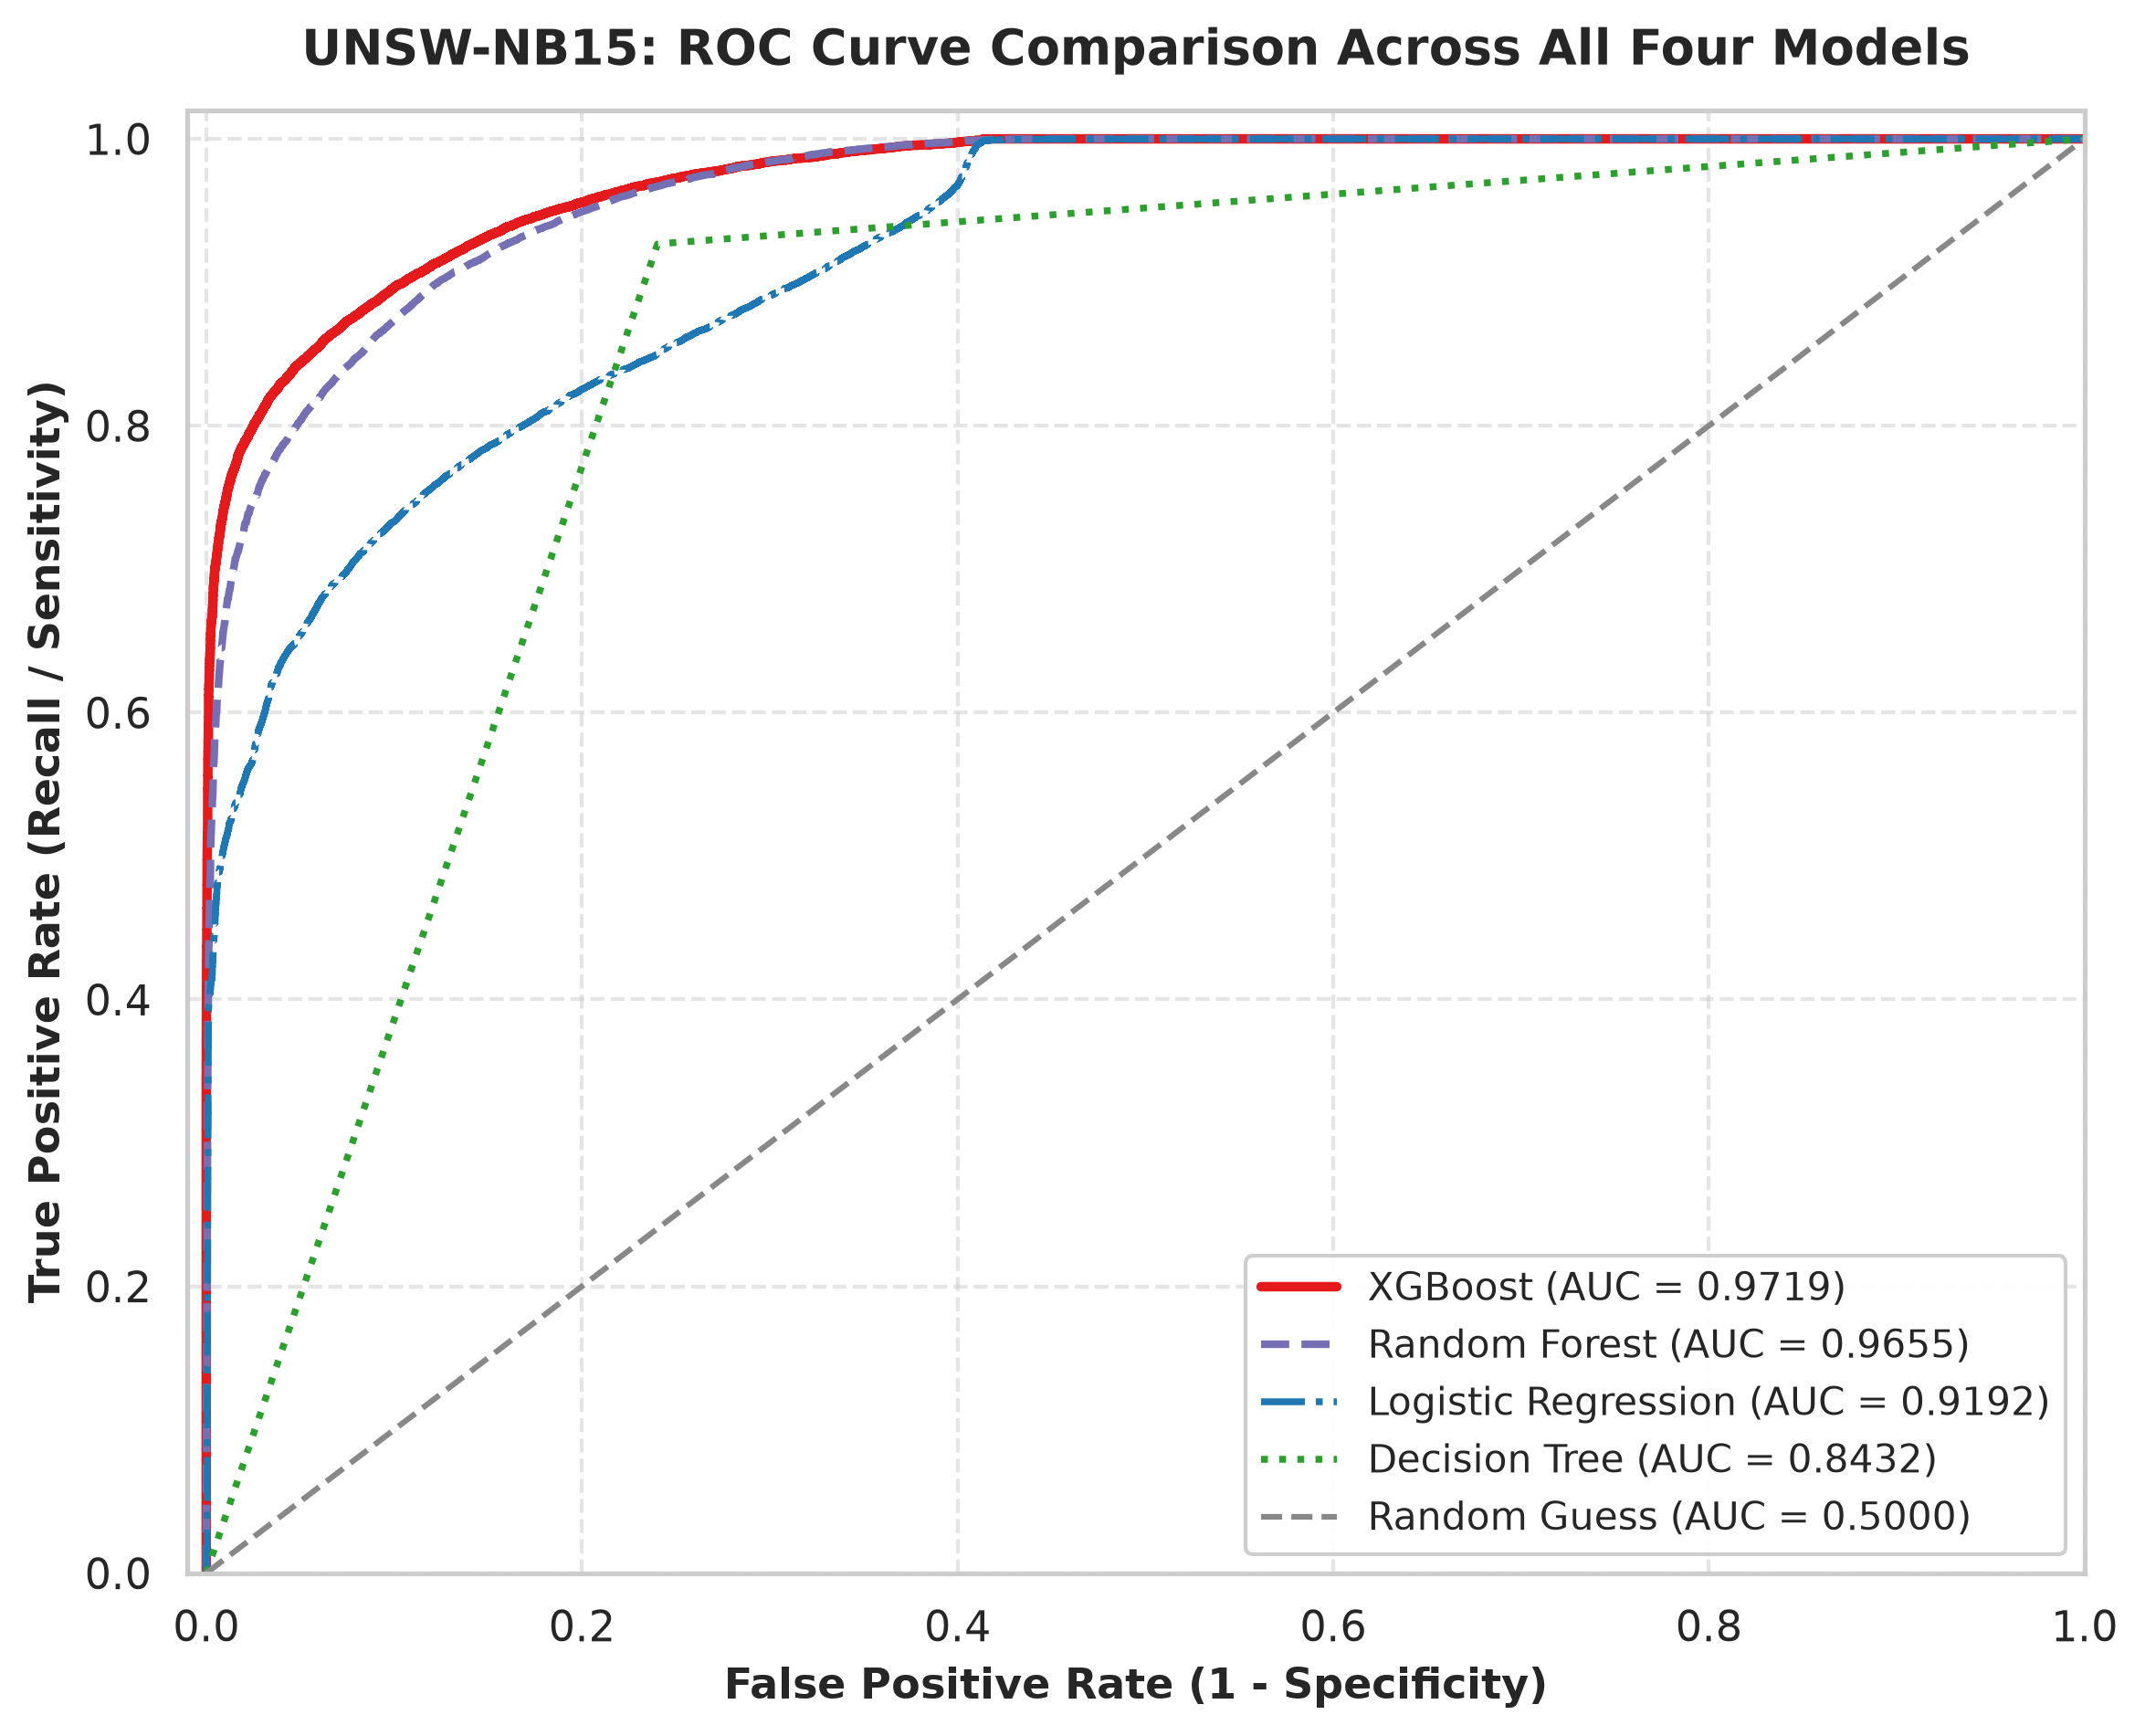 UNSW-NB15: ROC Curve Comparison Across All Four Models
True Positive Rate (Recall / Sensitivity)
1.0
0.8
0.6
0.4
0.2
0.0
XGBoost (AUC = 0.9719)
Random Forest (AUC = 0.9655)
Logistic Regression (AUC = 0.9192)
Decision Tree (AUC = 0.8432)
Random Guess (AUC = 0.5000)
0.0 0.2 0.4 0.6 0.8 1.0
False Positive Rate (1 - Specificity)